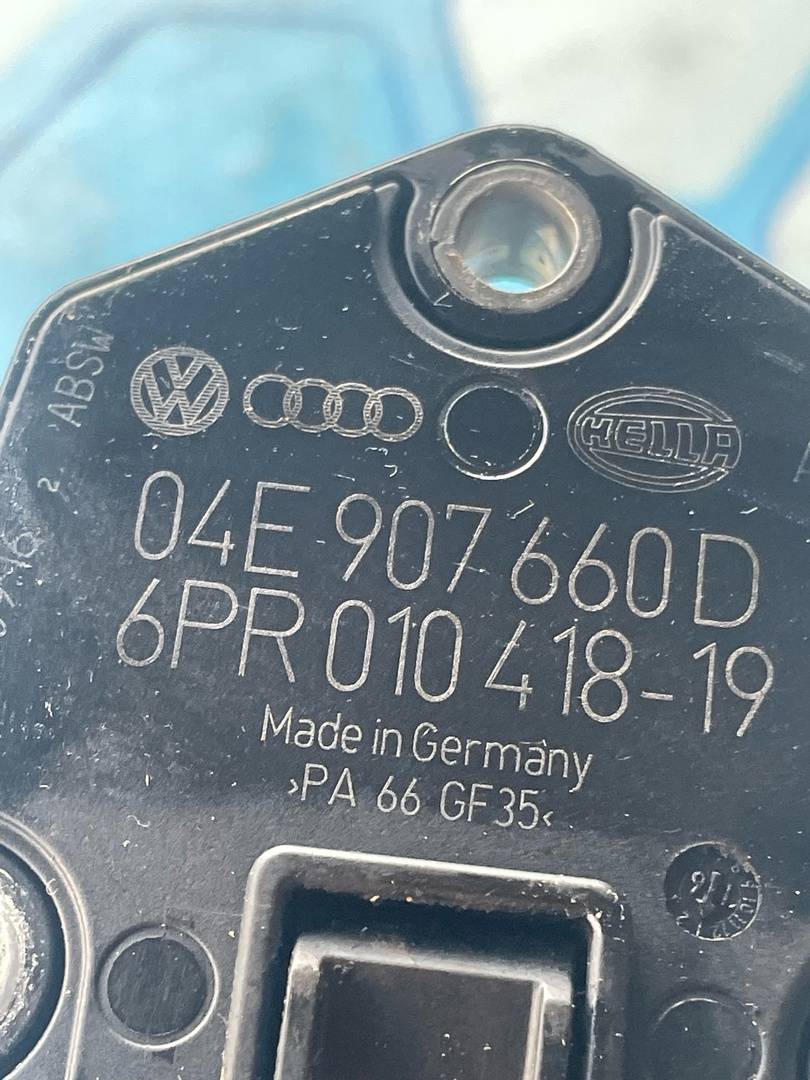 ABSW
HELLA
04E 907 660 D
6PR 010 418-19
Made in Germany
›PA 66 GF35‹